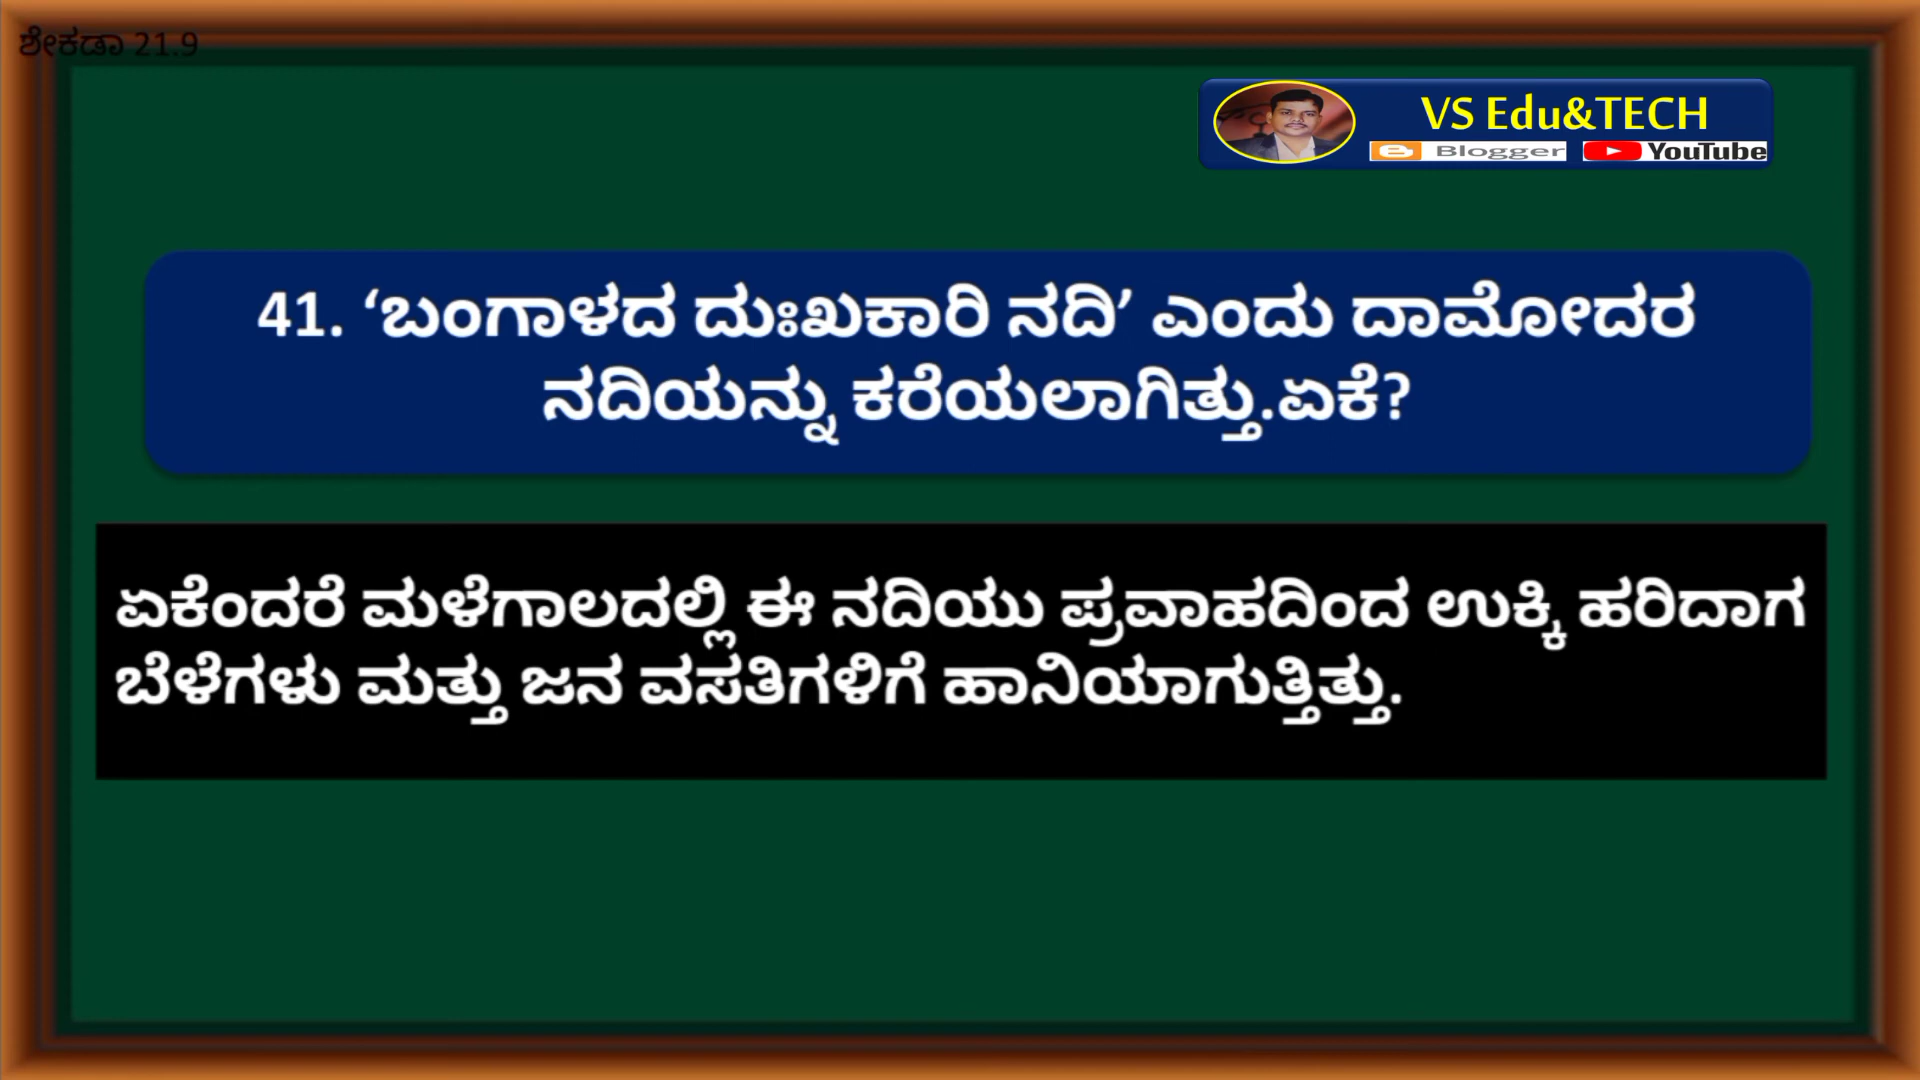 ಶೇಕಡಾ 21.9
VS Edu&TECH
Blogger YouTube
41. ‘ಬಂಗಾಳದ ದುಃಖಕಾರಿ ನದಿ’ ಎಂದು ದಾಮೋದರ
ನದಿಯನ್ನು ಕರೆಯಲಾಗಿತ್ತು.ಏಕೆ?
ಏಕೆಂದರೆ ಮಳೆಗಾಲದಲ್ಲಿ ಈ ನದಿಯು ಪ್ರವಾಹದಿಂದ ಉಕ್ಕಿ ಹರಿದಾಗ
ಬೆಳೆಗಳು ಮತ್ತು ಜನ ವಸತಿಗಳಿಗೆ ಹಾನಿಯಾಗುತ್ತಿತ್ತು.